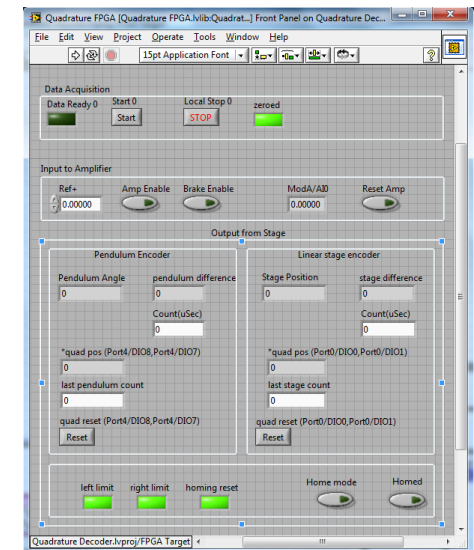 Quadrature FPGA [Quadrature FPGA.lvlib:Quadrat...] Front Panel on Quadrature Dec...
File Edit View Project Operate Tools Window Help
15pt Application Font
Data Acquisition
Data Ready 0 Start 0 Local Stop 0 zeroed
Start STOP
Input to Amplifier
Ref+ Amp Enable Brake Enable ModA/AI0 Reset Amp
0.00000 0.00000
Output from Stage
Pendulum Encoder Linear stage encoder
Pendulum Angle pendulum difference Stage Position stage difference
0 0 0 0
Count(uSec) Count(uSec)
0 0
*quad pos (Port4/DIO8,Port4/DIO7) *quad pos (Port0/DIO0,Port0/DIO1)
0 0
last pendulum count last stage count
0 0
quad reset (Port4/DIO8,Port4/DIO7) quad reset (Port0/DIO0,Port0/DIO1)
Reset Reset
left limit right limit homing reset Home mode Homed
Quadrature Decoder.lvproj/FPGA Target